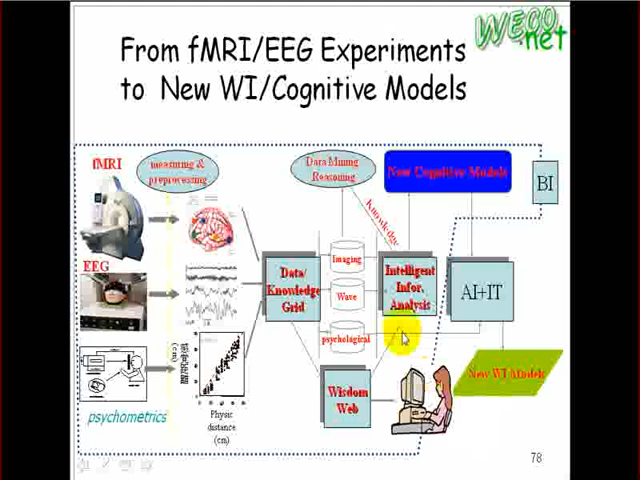 WECO
.net
From fMRI/EEG Experiments
to New WI/Cognitive Models
fMRI
measuring &
preprocessing
Data Mining
Reasoning
New Cognitive Models
BI
Knowledge
EEG
Imaging
Data/
Knowledge
Grid
Wave
Intelligent
Infor.
Analysis
AI+IT
psychological
(cm)
New WI Models
Wisdom
Web
psychometrics
Physic
distance
(cm)
78